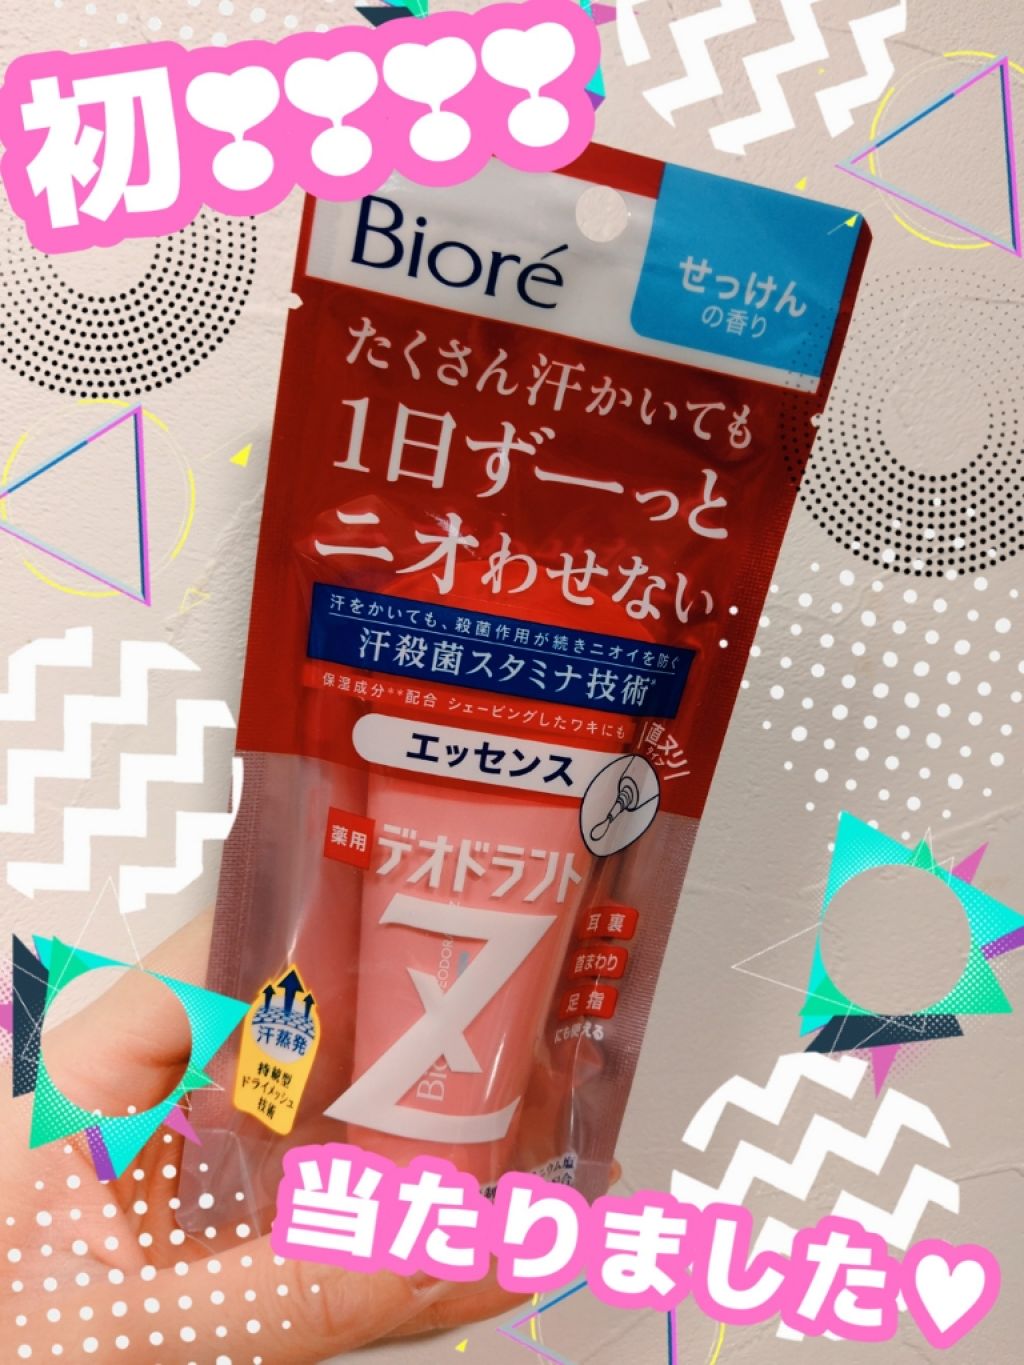 初❣❣❣❣
Bioré
せっけん
の香り
たくさん汗かいても
1日ずーっと
ニオわせない
汗をかいても、殺菌作用が続きニオイを防ぐ
汗殺菌スタミナ技術*
保湿成分**配合 シェービングしたワキにも
直ヌリ
タイプ
エッセンス
薬用
デオドラント
Z
耳裏
首まわり
足指
にも使える
汗蒸発
持続型
ドライメッシュ
技術
当たりました♥